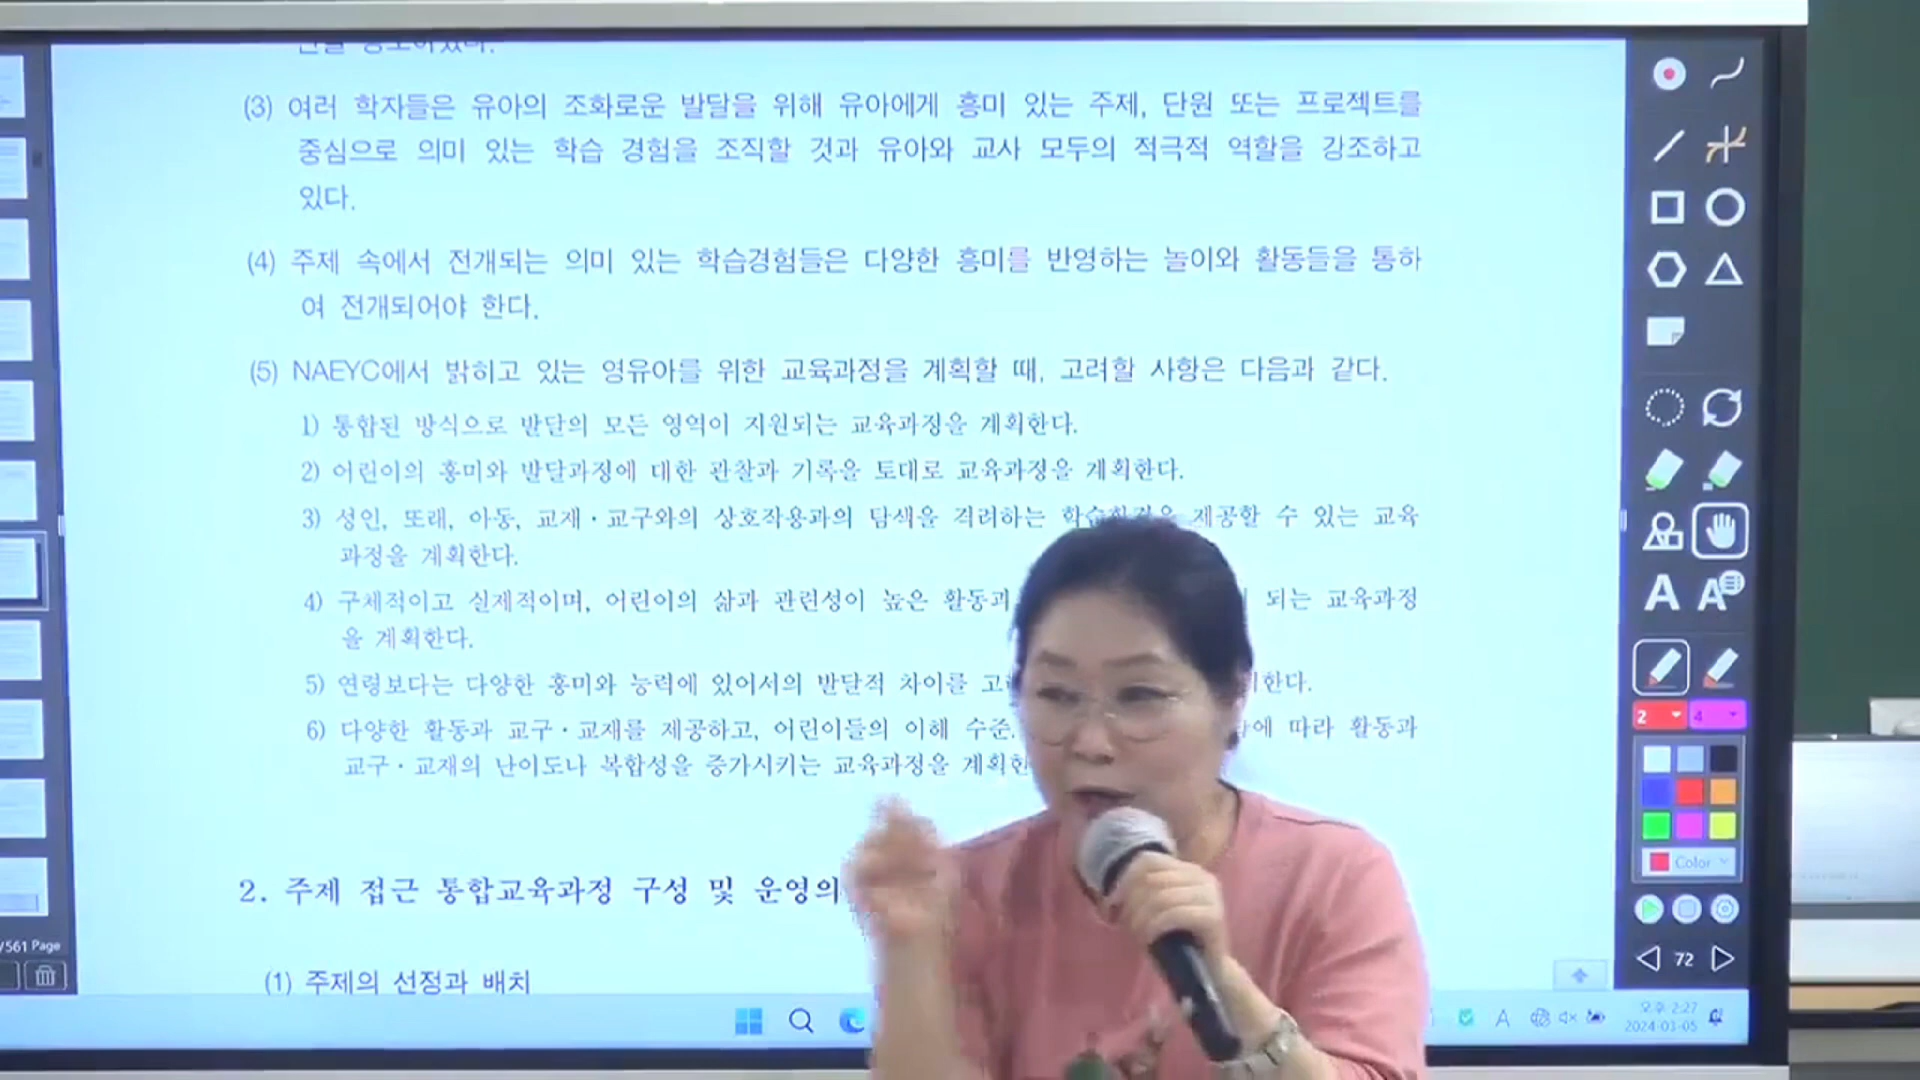 (3) 여러 학자들은 유아의 조화로운 발달을 위해 유아에게 흥미 있는 주제, 단원 또는 프로젝트를
중심으로 의미 있는 학습 경험을 조직할 것과 유아와 교사 모두의 적극적 역할을 강조하고
있다.
(4) 주제 속에서 전개되는 의미 있는 학습경험들은 다양한 흥미를 반영하는 놀이와 활동들을 통하
여 전개되어야 한다.
(5) NAEYC에서 밝히고 있는 영유아를 위한 교육과정을 계획할 때, 고려할 사항은 다음과 같다.
1) 통합된 방식으로 발달의 모든 영역이 지원되는 교육과정을 계획한다.
2) 어린이의 흥미와 발달과정에 대한 관찰과 기록을 토대로 교육과정을 계획한다.
3) 성인, 또래, 아동, 교재·교구와의 상호작용과의 탐색을 격려하는 제공할 수 있는 교육
과정을 계획한다.
4) 구체적이고 실제적이며, 어린이의 삶과 관련성이 높은 활동과 되는 교육과정
을 계획한다.
5) 연령보다는 다양한 흥미와 능력에 있어서의 발달적 차이를
6) 다양한 활동과 교구·교재를 제공하고, 어린이들의 이해 수준 따라 활동과
교구·교재의 난이도나 복합성을 증가시키는 교육과정을
2. 주제 접근 통합교육과정 구성 및 운영의
(1) 주제의 선정과 배치
/561 Page
A
A
2
4
Color
72
A
오후 2:27
2024-03-05